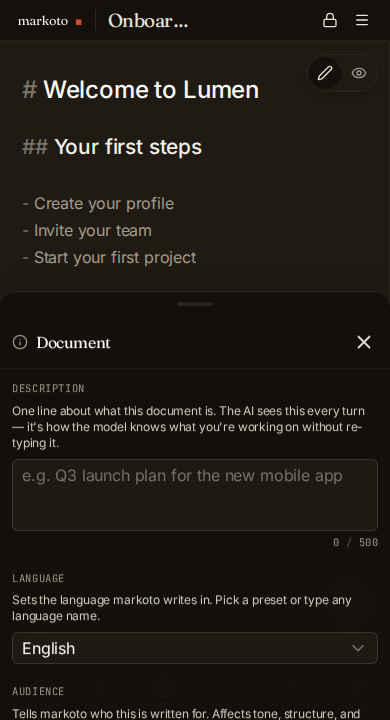 markoto
Onboar...
# Welcome to Lumen
## Your first steps
- Create your profile
- Invite your team
- Start your first project
Document
DESCRIPTION
One line about what this document is. The AI sees this every turn
— it's how the model knows what you're working on without re-
typing it.
e.g. Q3 launch plan for the new mobile app
0 / 500
LANGUAGE
Sets the language markoto writes in. Pick a preset or type any
language name.
English
AUDIENCE
Tells markoto who this is written for. Affects tone, structure, and